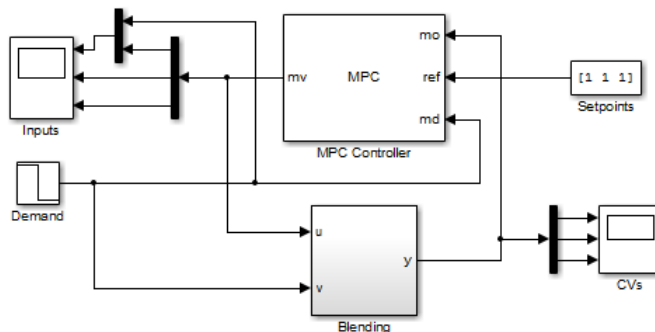 mo
mv
MPC
ref
[1 1 1]
md
Setpoints
Inputs
MPC Controller
Demand
u
y
v
CVs
Blending